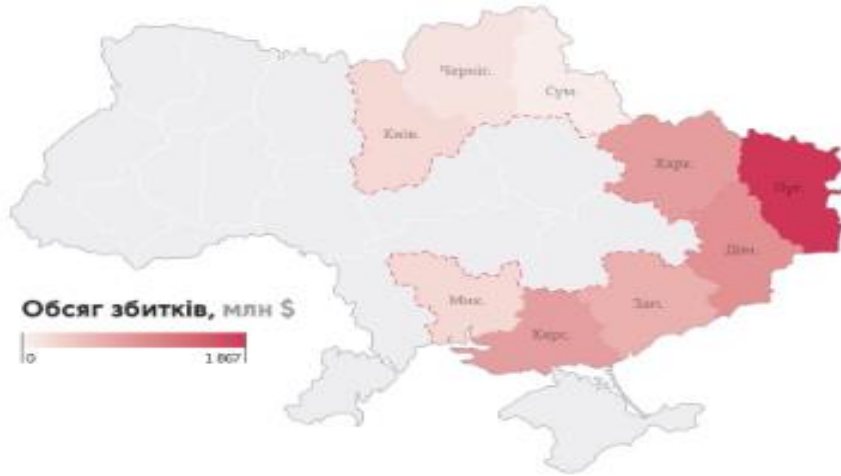 Черніг.
Сум.
Київ.
Харк.
Луг.
Дон.
Мик.
Зап.
Херс.
Обсяг збитків, млн $
0
1 867